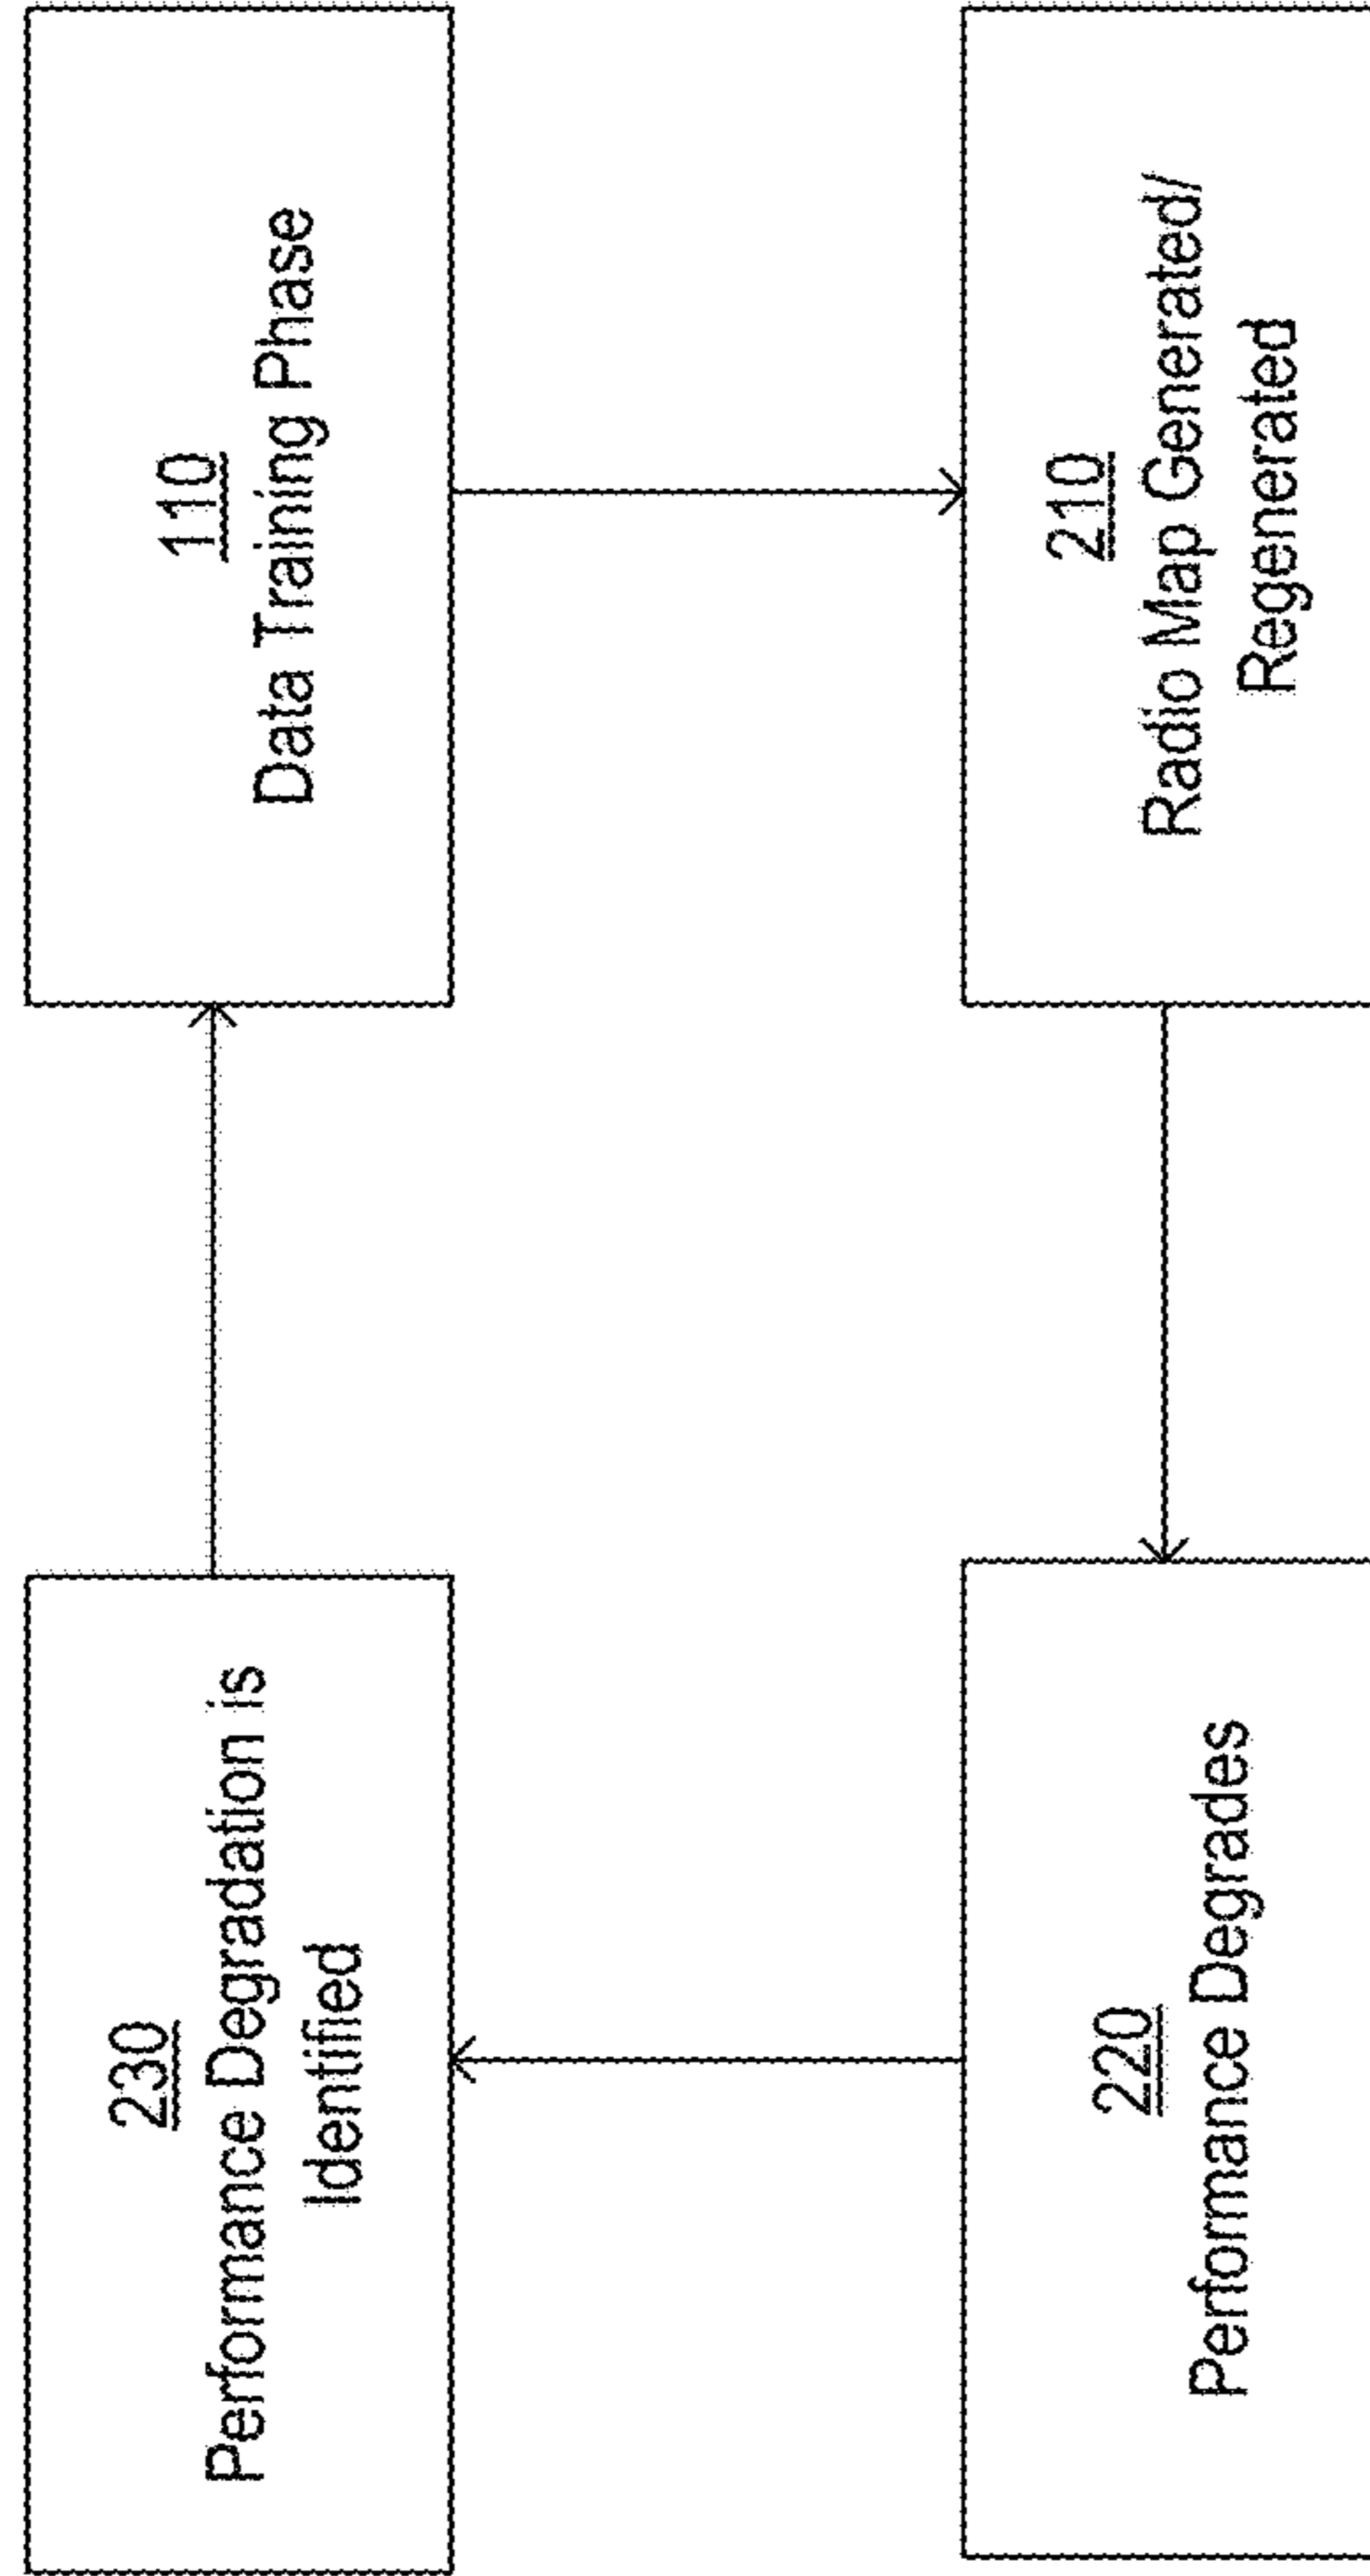 230
Performance Degradation is
Identified
110
Data Training Phase
220
Performance Degrades
210
Radio Map Generated/
Regenerated